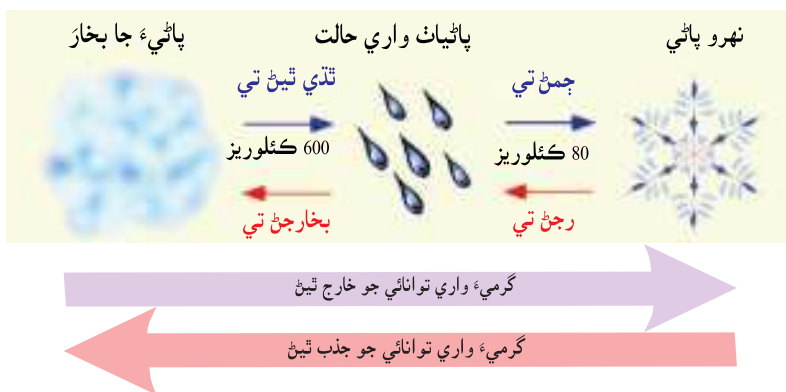 نهرو پاڻي
پاڻياٺ واري حالت
پاڻيءَ جا بخارَ
ڄمڻ تي
ٿڌي ٿيڻ تي
80 ڪئلوريز
600 ڪئلوريز
رجڻ تي
بخارجڻ تي
گرميءَ واري توانائي جو خارج ٿيڻ
گرميءَ واري توانائي جو جذب ٿيڻ